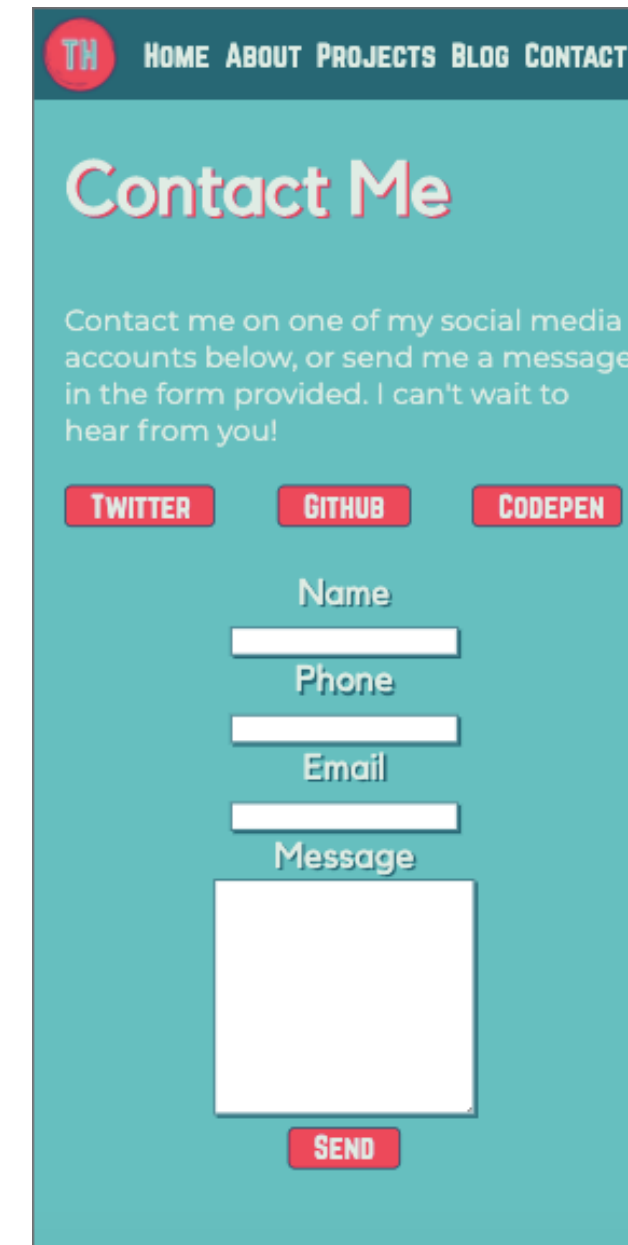 TH
HOME ABOUT PROJECTS BLOG CONTACT
Contact Me
Contact me on one of my social media
accounts below, or send me a message
in the form provided. I can't wait to
hear from you!
TWITTER GITHUB CODEPEN
Name
Phone
Email
Message
SEND